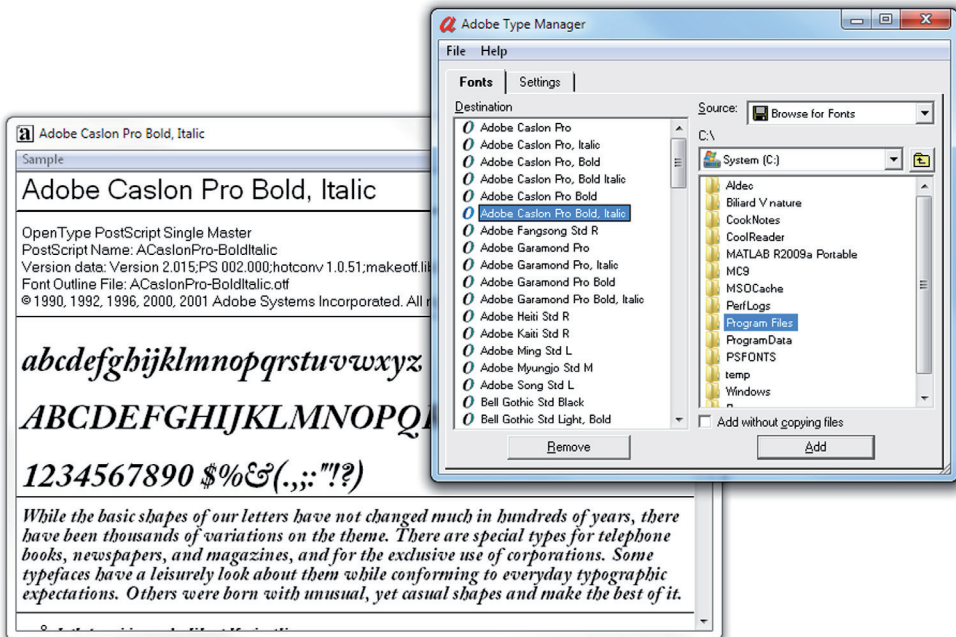 Adobe Type Manager
File Help
Fonts Settings
Destination
Adobe Caslon Pro
Adobe Caslon Pro, Italic
Adobe Caslon Pro, Bold
Adobe Caslon Pro, Bold Italic
Adobe Caslon Pro Bold
Adobe Caslon Pro Bold, Italic
Adobe Fangsong Std R
Adobe Garamond Pro
Adobe Garamond Pro, Italic
Adobe Garamond Pro Bold
Adobe Garamond Pro Bold, Italic
Adobe Heiti Std R
Adobe Kaiti Std R
Adobe Ming Std L
Adobe Myungjo Std M
Adobe Song Std L
Bell Gothic Std Black
Bell Gothic Std Light, Bold
Remove
Source: Browse for Fonts
C:\
System (C:)
Aldec
Biliard V nature
CookNotes
CoolReader
MATLAB R2009a Portable
MC9
MSOCache
PerfLogs
Program Files
ProgramData
PSFONTS
temp
Windows
Add without copying files
Add
Adobe Caslon Pro Bold, Italic
Sample
Adobe Caslon Pro Bold, Italic
OpenType PostScript Single Master
PostScript Name: ACaslonPro-BoldItalic
Version data: Version 2.015;PS 002.000;hotconv 1.0.51;makeotf.lib
Font Outline File: ACaslonPro-BoldItalic.otf
© 1990, 1992, 1996, 2000, 2001 Adobe Systems Incorporated. All
abcdefghijklmnopqrstuvwxyz
ABCDEFGHIJKLMNOPQ
1234567890 $%&(.,;:'"!?)
While the basic shapes of our letters have not changed much in hundreds of years, there
have been thousands of variations on the theme. There are special types for telephone
books, newspapers, and magazines, and for the exclusive use of corporations. Some
typefaces have a leisurely look about them while conforming to everyday typographic
expectations. Others were born with unusual, yet casual shapes and make the best of it.